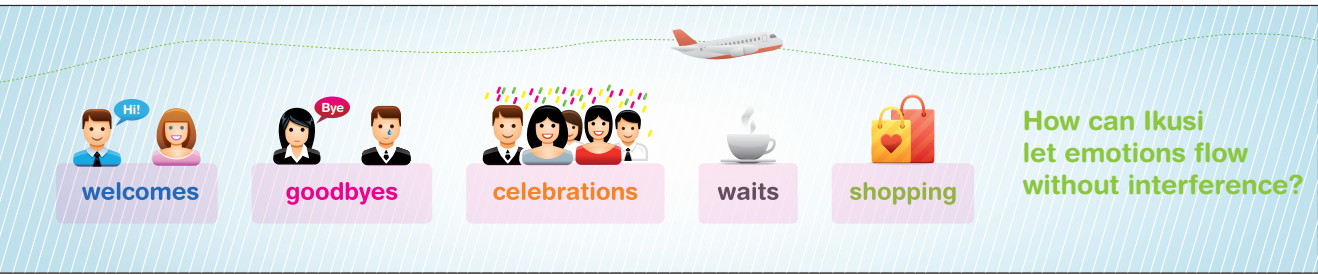 Hi!
Bye
welcomes
goodbyes
celebrations
waits
shopping
How can Ikusi
let emotions flow
without interference?